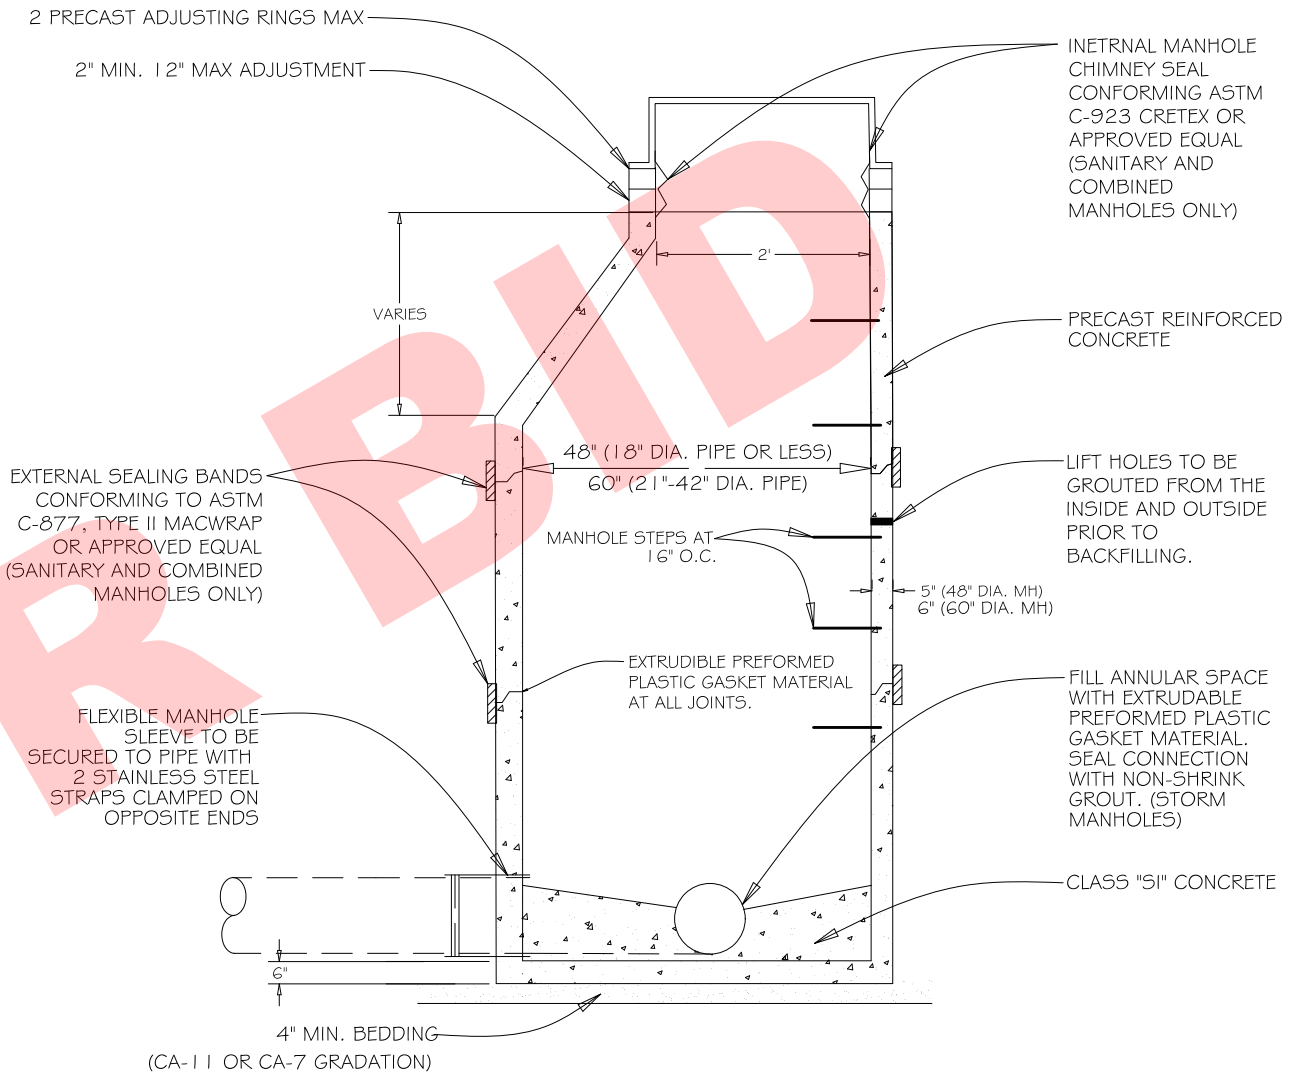 2 PRECAST ADJUSTING RINGS MAX
2" MIN. 12" MAX ADJUSTMENT
INETRNAL MANHOLE
CHIMNEY SEAL
CONFORMING ASTM
C-923 CRETEX OR
APPROVED EQUAL
(SANITARY AND
COMBINED
MANHOLES ONLY)
2'
VARIES
PRECAST REINFORCED
CONCRETE
48" (18" DIA. PIPE OR LESS)
60" (21"-42" DIA. PIPE)
EXTERNAL SEALING BANDS
CONFORMING TO ASTM
C-877, TYPE II MACWRAP
OR APPROVED EQUAL
(SANITARY AND COMBINED
MANHOLES ONLY)
LIFT HOLES TO BE
GROUTED FROM THE
INSIDE AND OUTSIDE
PRIOR TO
BACKFILLING.
MANHOLE STEPS AT
16" O.C.
5" (48" DIA. MH)
6" (60" DIA. MH)
EXTRUDIBLE PREFORMED
PLASTIC GASKET MATERIAL
AT ALL JOINTS.
FLEXIBLE MANHOLE
SLEEVE TO BE
SECURED TO PIPE WITH
2 STAINLESS STEEL
STRAPS CLAMPED ON
OPPOSITE ENDS
FILL ANNULAR SPACE
WITH EXTRUDABLE
PREFORMED PLASTIC
GASKET MATERIAL.
SEAL CONNECTION
WITH NON-SHRINK
GROUT. (STORM
MANHOLES)
CLASS "SI" CONCRETE
6"
4" MIN. BEDDING
(CA-11 OR CA-7 GRADATION)
R BID